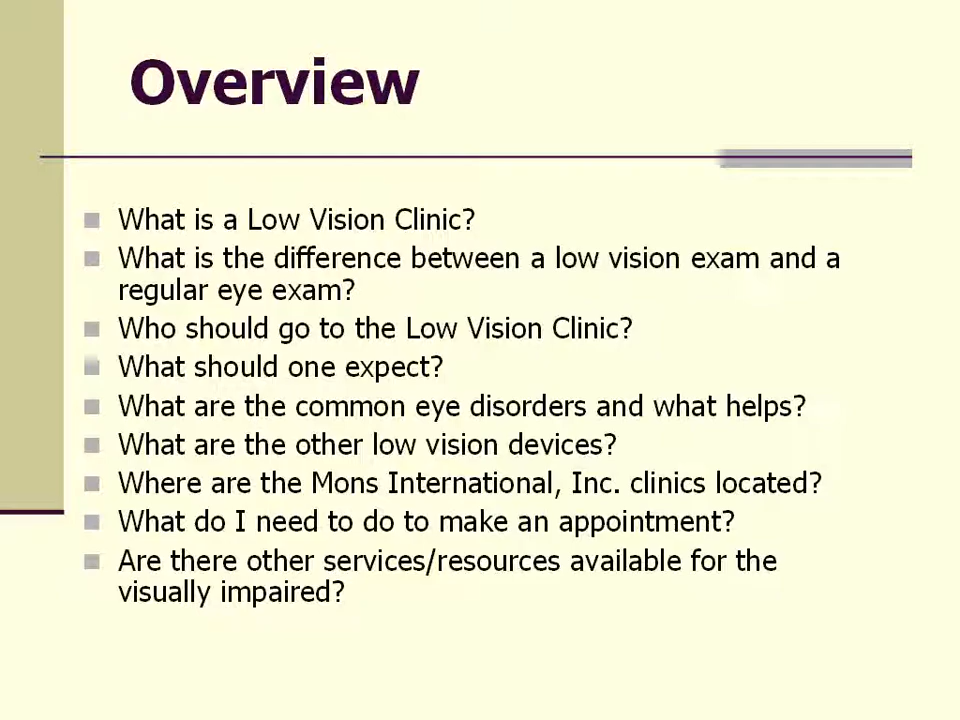 Overview
What is a Low Vision Clinic?
What is the difference between a low vision exam and a
regular eye exam?
Who should go to the Low Vision Clinic?
What should one expect?
What are the common eye disorders and what helps?
What are the other low vision devices?
Where are the Mons International, Inc. clinics located?
What do I need to do to make an appointment?
Are there other services/resources available for the
visually impaired?